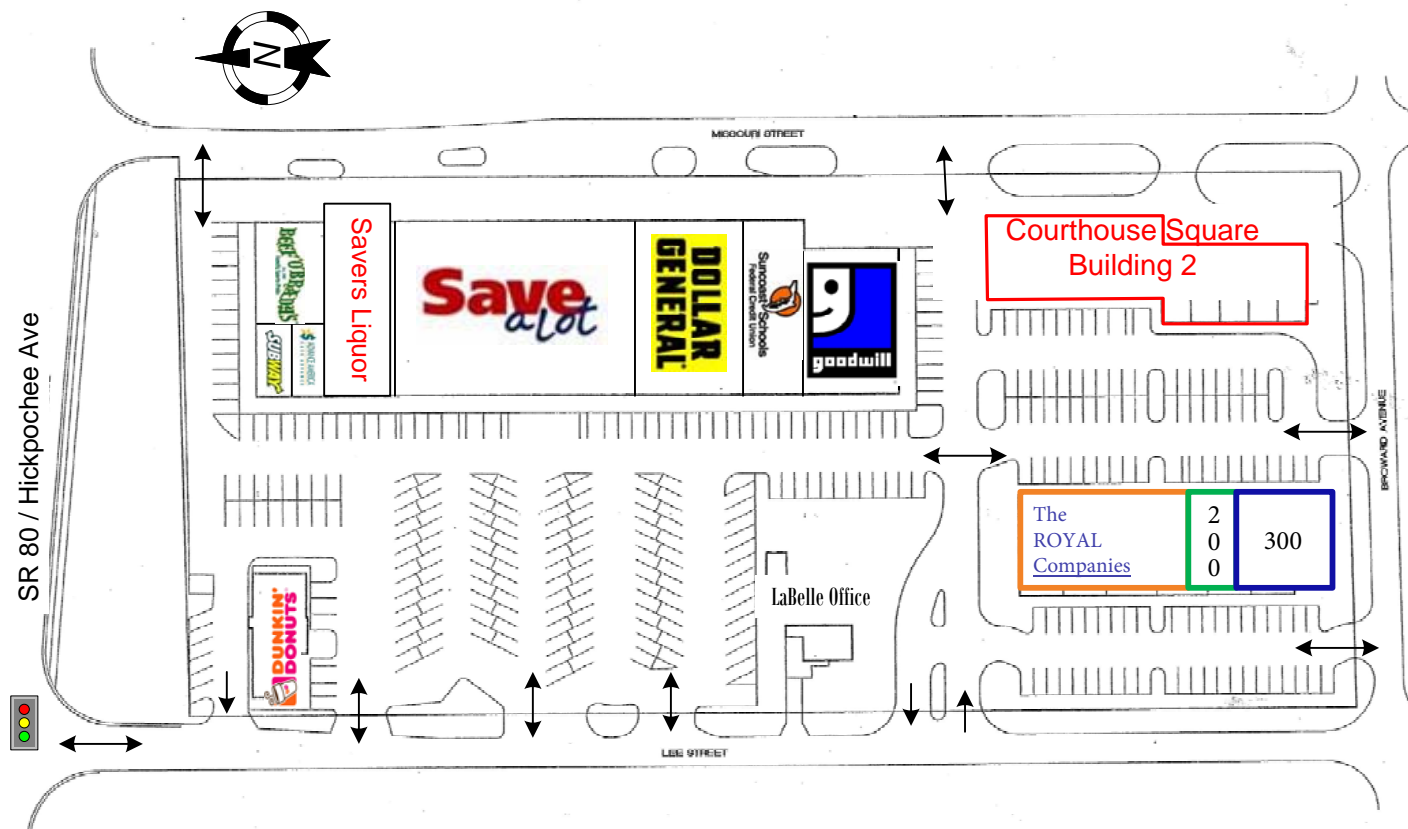 N
MISSOURI STREET
SR 80 / Hickpochee Ave
BEEF 'O' BRADY'S
SUBWAY
Savers Liquor
Save
a lot
DOLLAR
GENERAL
Suncoast Schools
Federal Credit Union
goodwill
Courthouse Square
Building 2
BROWARD AVENUE
The
ROYAL
Companies
2
0
0
300
LaBelle Office
DUNKIN'
DONUTS
LEE STREET